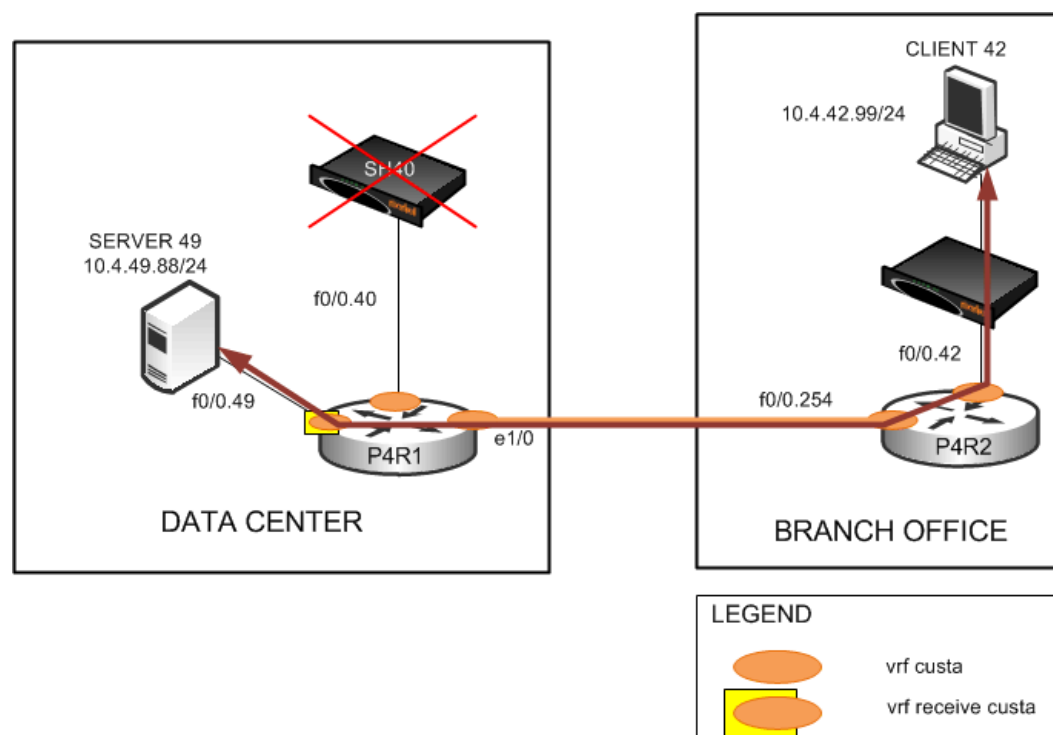 CLIENT 42
10.4.42.99/24
SH40
SERVER 49
10.4.49.88/24
f0/0.40
f0/0.42
f0/0.49
f0/0.254
e1/0
P4R1
P4R2
DATA CENTER
BRANCH OFFICE
LEGEND
vrf custa
vrf receive custa